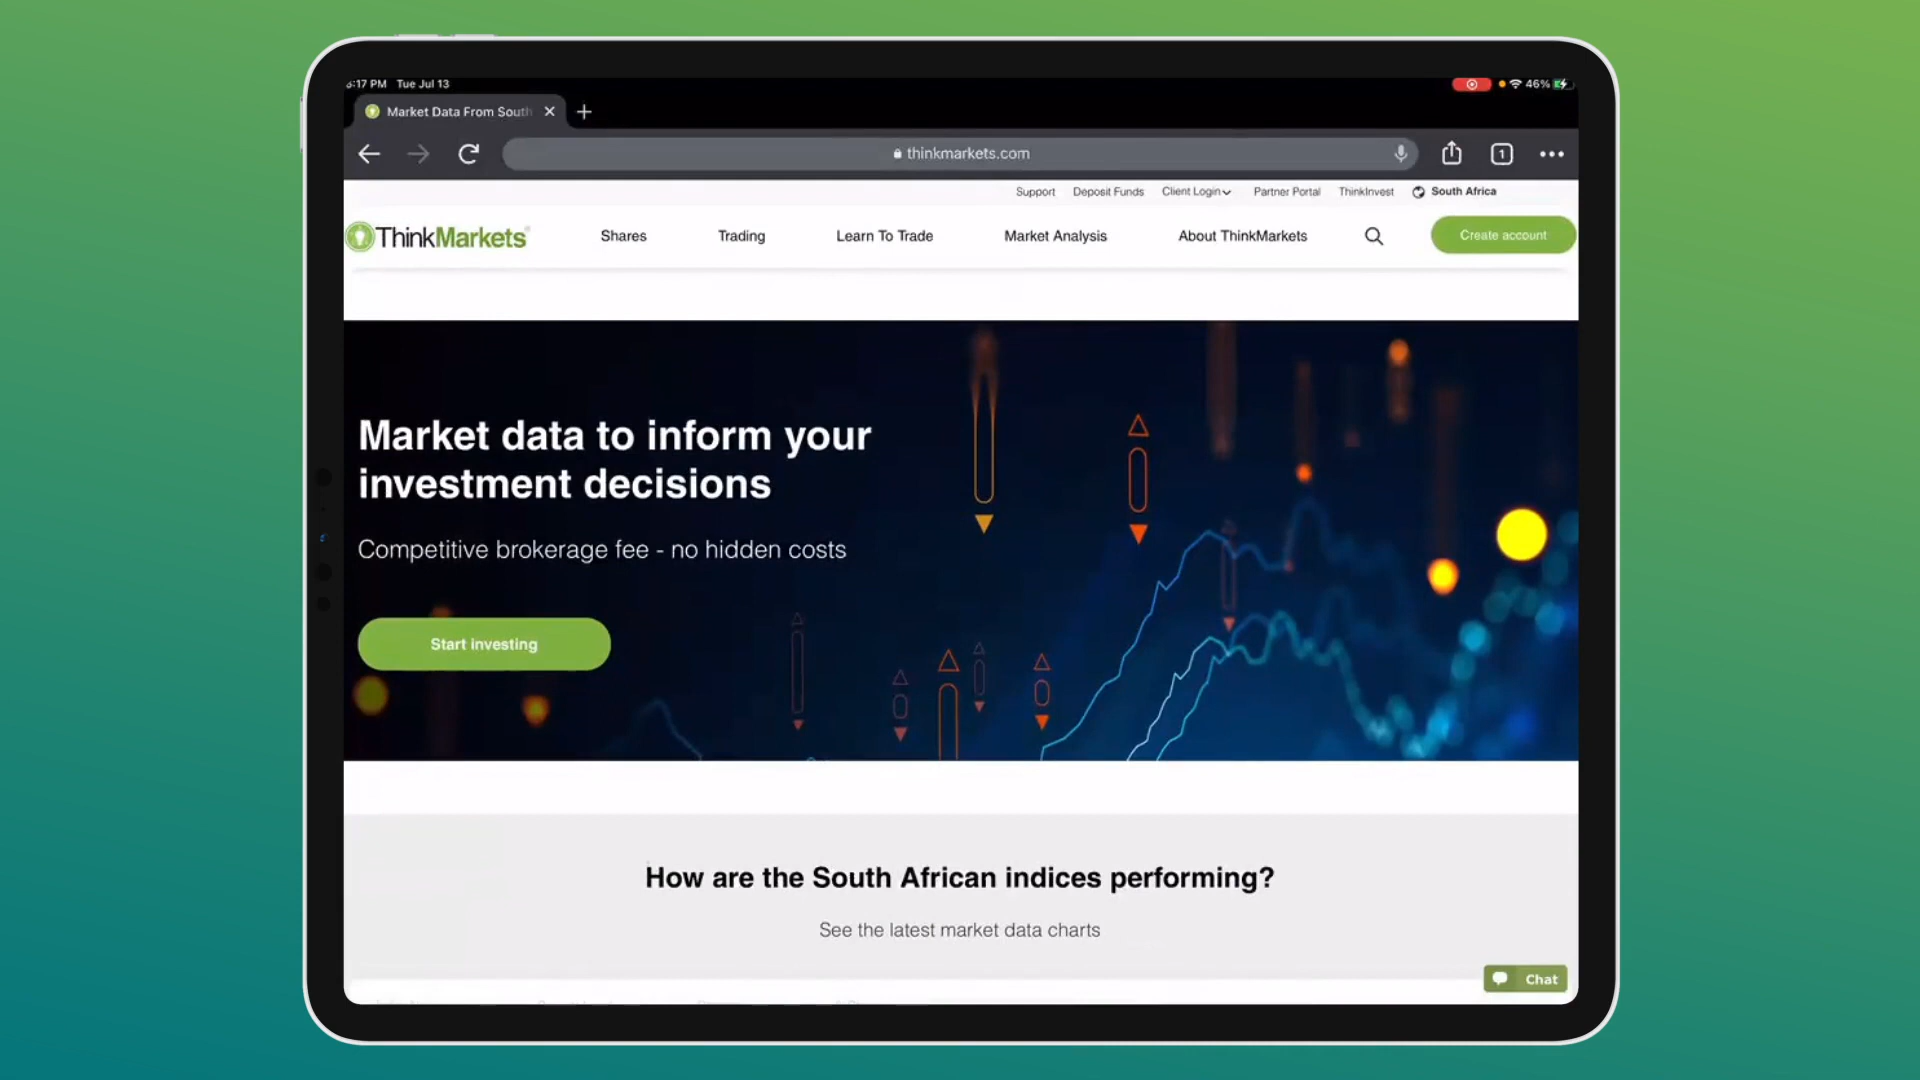 :17 PM Tue Jul 13
46%
Market Data From South
thinkmarkets.com
1
Support Deposit Funds Client Login Partner Portal ThinkInvest South Africa
ThinkMarkets
Shares Trading Learn To Trade Market Analysis About ThinkMarkets Create account
Market data to inform your
investment decisions
Competitive brokerage fee - no hidden costs
Start investing
How are the South African indices performing?
See the latest market data charts
Chat